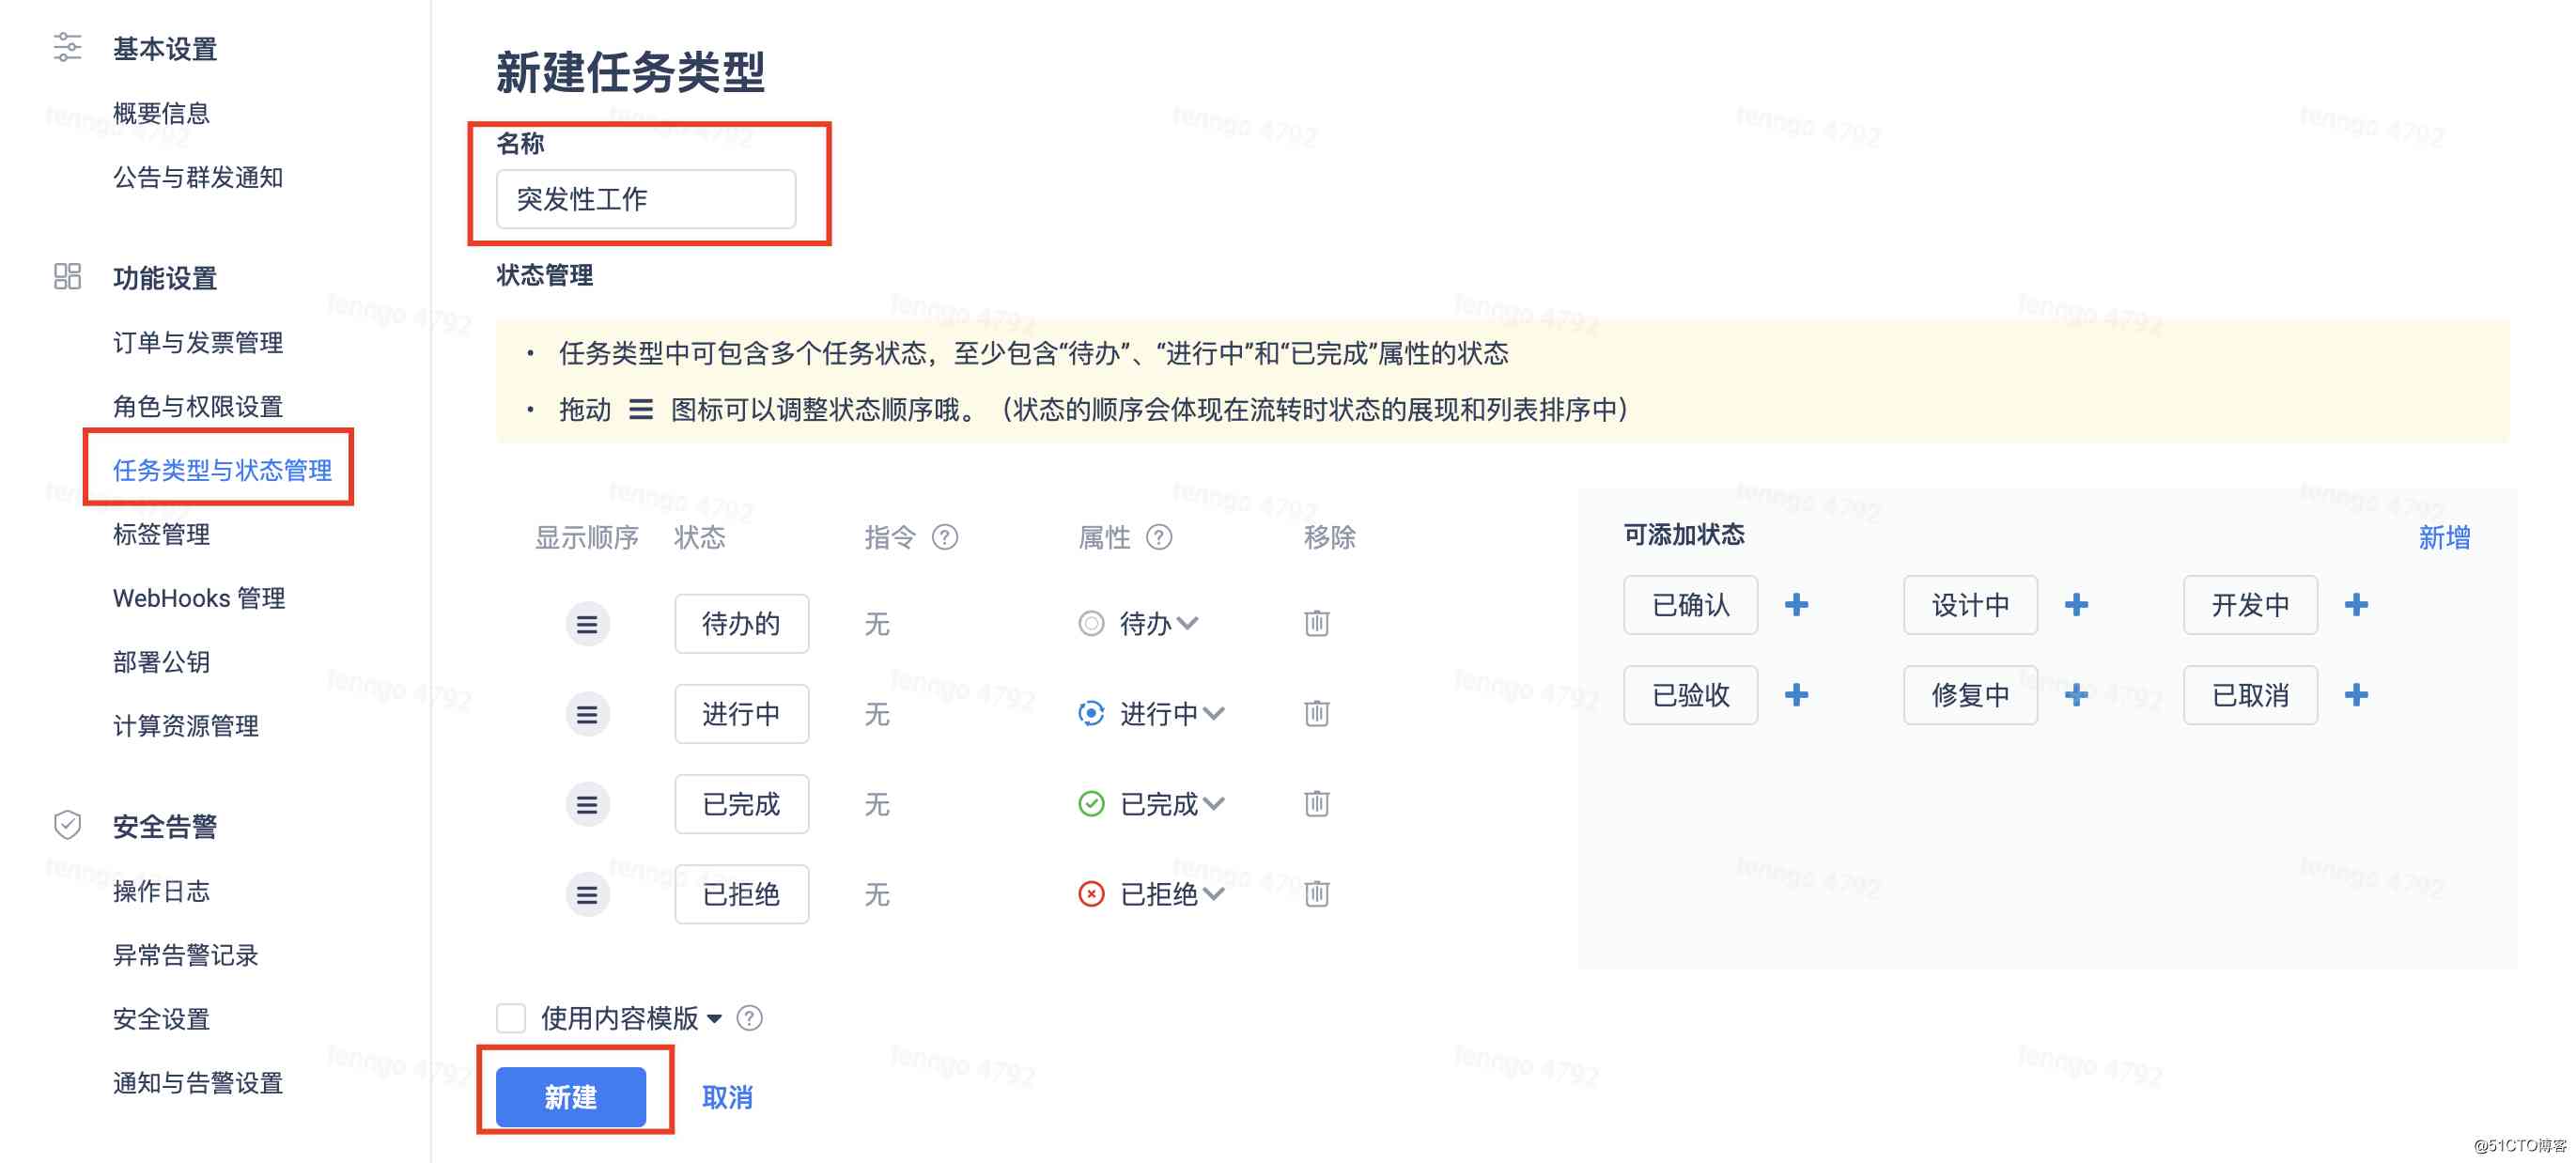 基本设置
概要信息
公告与群发通知
功能设置
订单与发票管理
角色与权限设置
任务类型与状态管理
标签管理
WebHooks 管理
部署公钥
计算资源管理
安全告警
操作日志
异常告警记录
安全设置
通知与告警设置
新建任务类型
名称
突发性工作
状态管理
• 任务类型中可包含多个任务状态，至少包含“待办”、“进行中”和“已完成”属性的状态
• 拖动 ☰ 图标可以调整状态顺序哦。（状态的顺序会体现在流转时状态的展现和列表排序中）
显示顺序 状态 指令 ? 属性 ? 移除
待办的 无 待办
进行中 无 进行中
已完成 无 已完成
已拒绝 无 已拒绝
可添加状态 新增
已确认 + 设计中 + 开发中 +
已验收 + 修复中 + 已取消 +
使用内容模版 ?
新建 取消
tenngo 4792
@51CTO博客